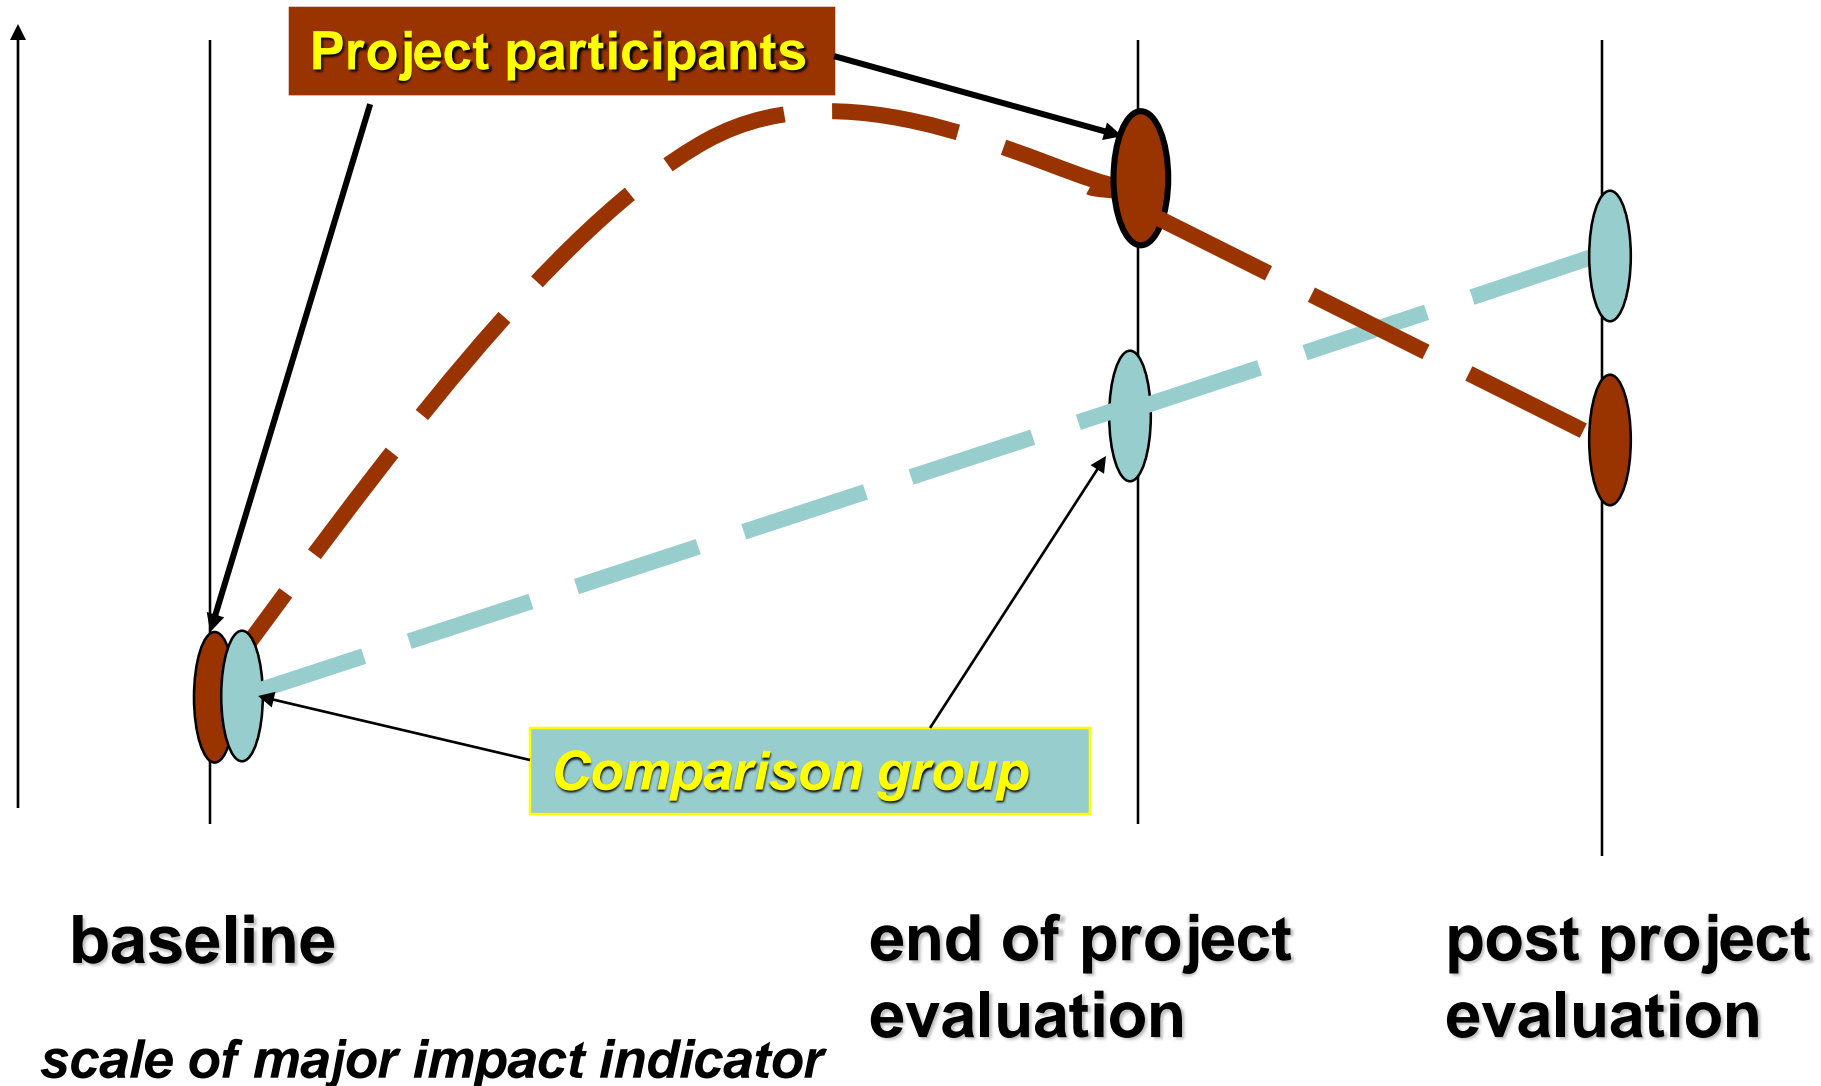 Project participants
Comparison group
baseline
end of project
evaluation
post project
evaluation
scale of major impact indicator